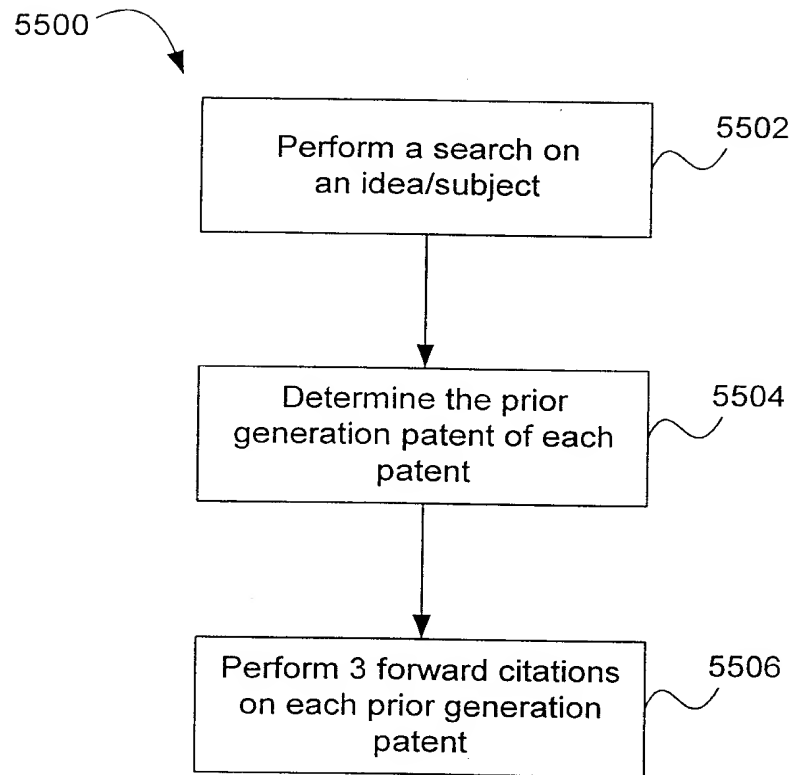 5500
Perform a search on
an idea/subject
5502
Determine the prior
generation patent of each
patent
5504
Perform 3 forward citations
on each prior generation
patent
5506